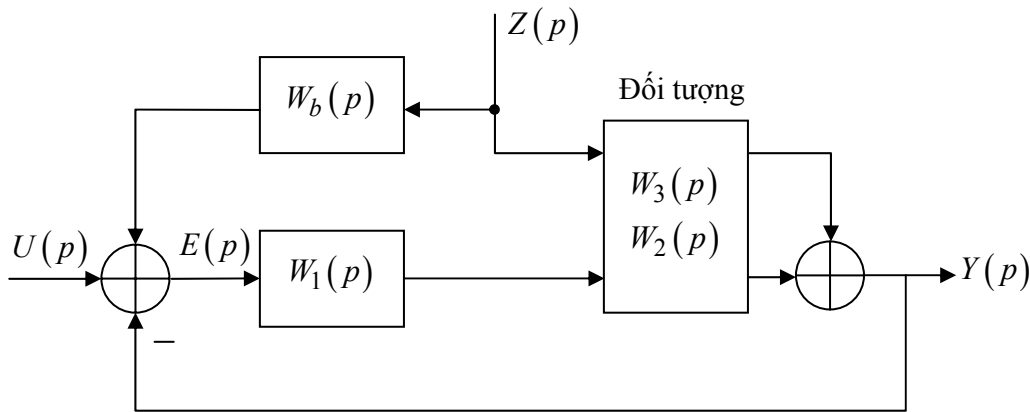 Z(p)
W_b(p)
Đối tượng
W_3(p)
W_2(p)
U(p)
E(p)
W_1(p)
Y(p)
−